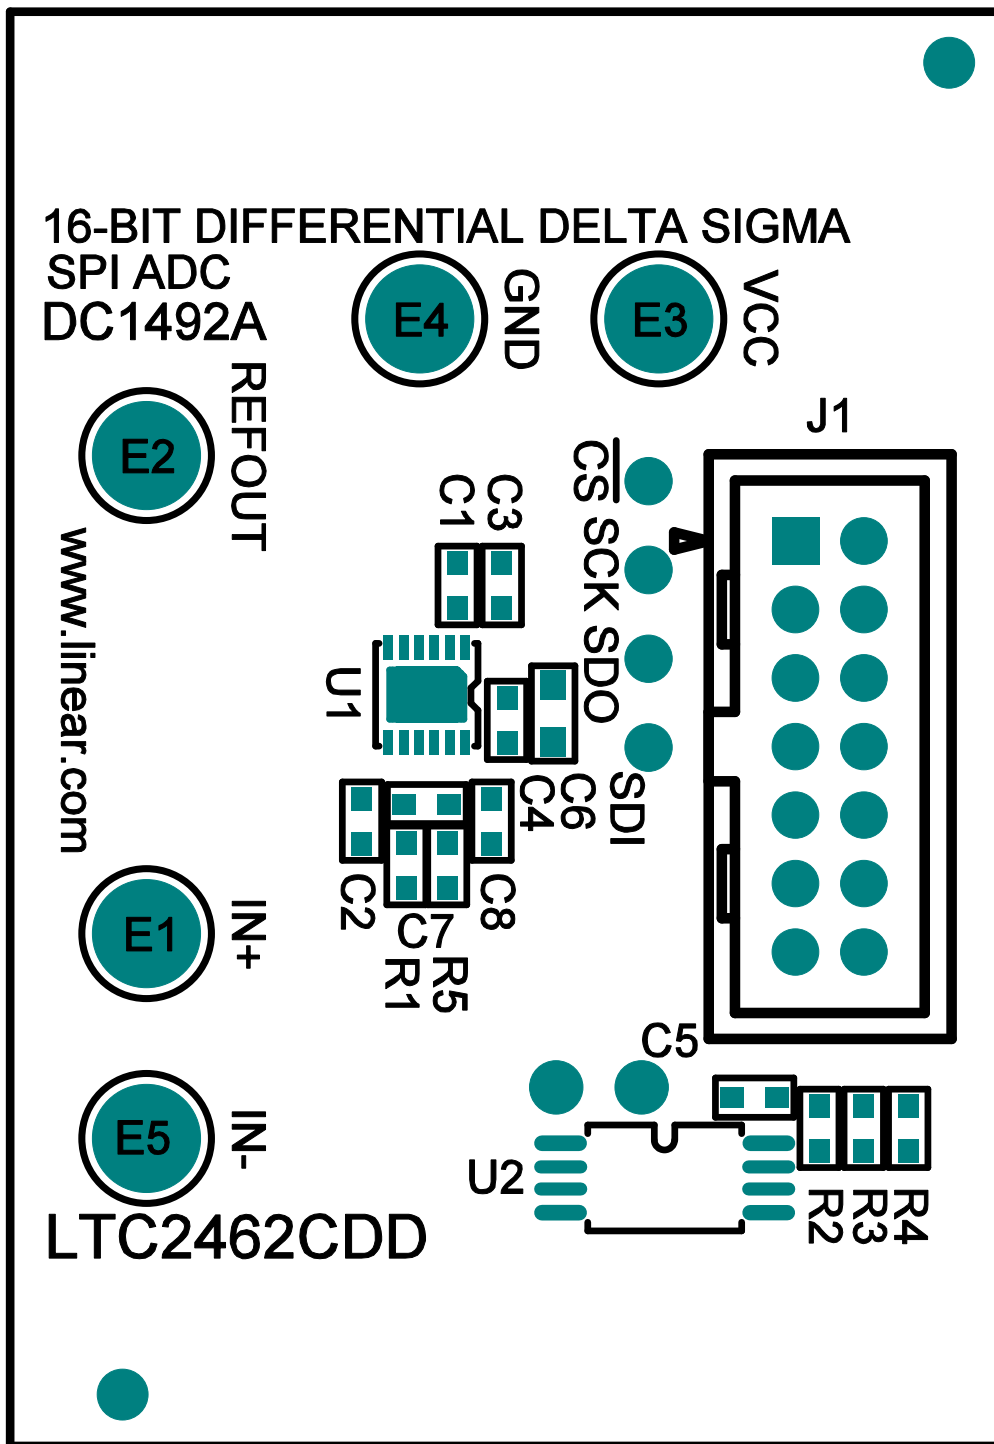 16-BIT DIFFERENTIAL DELTA SIGMA
SPI ADC
DC1492A
E4
GND
E3
VCC
E2
REFOUT
J1
CS
SCK
SDO
SDI
C1
C3
www.linear.com
U1
C4
C6
C2
C7
C8
R1
R5
E1
IN+
C5
E5
IN-
U2
R2
R3
R4
LTC2462CDD